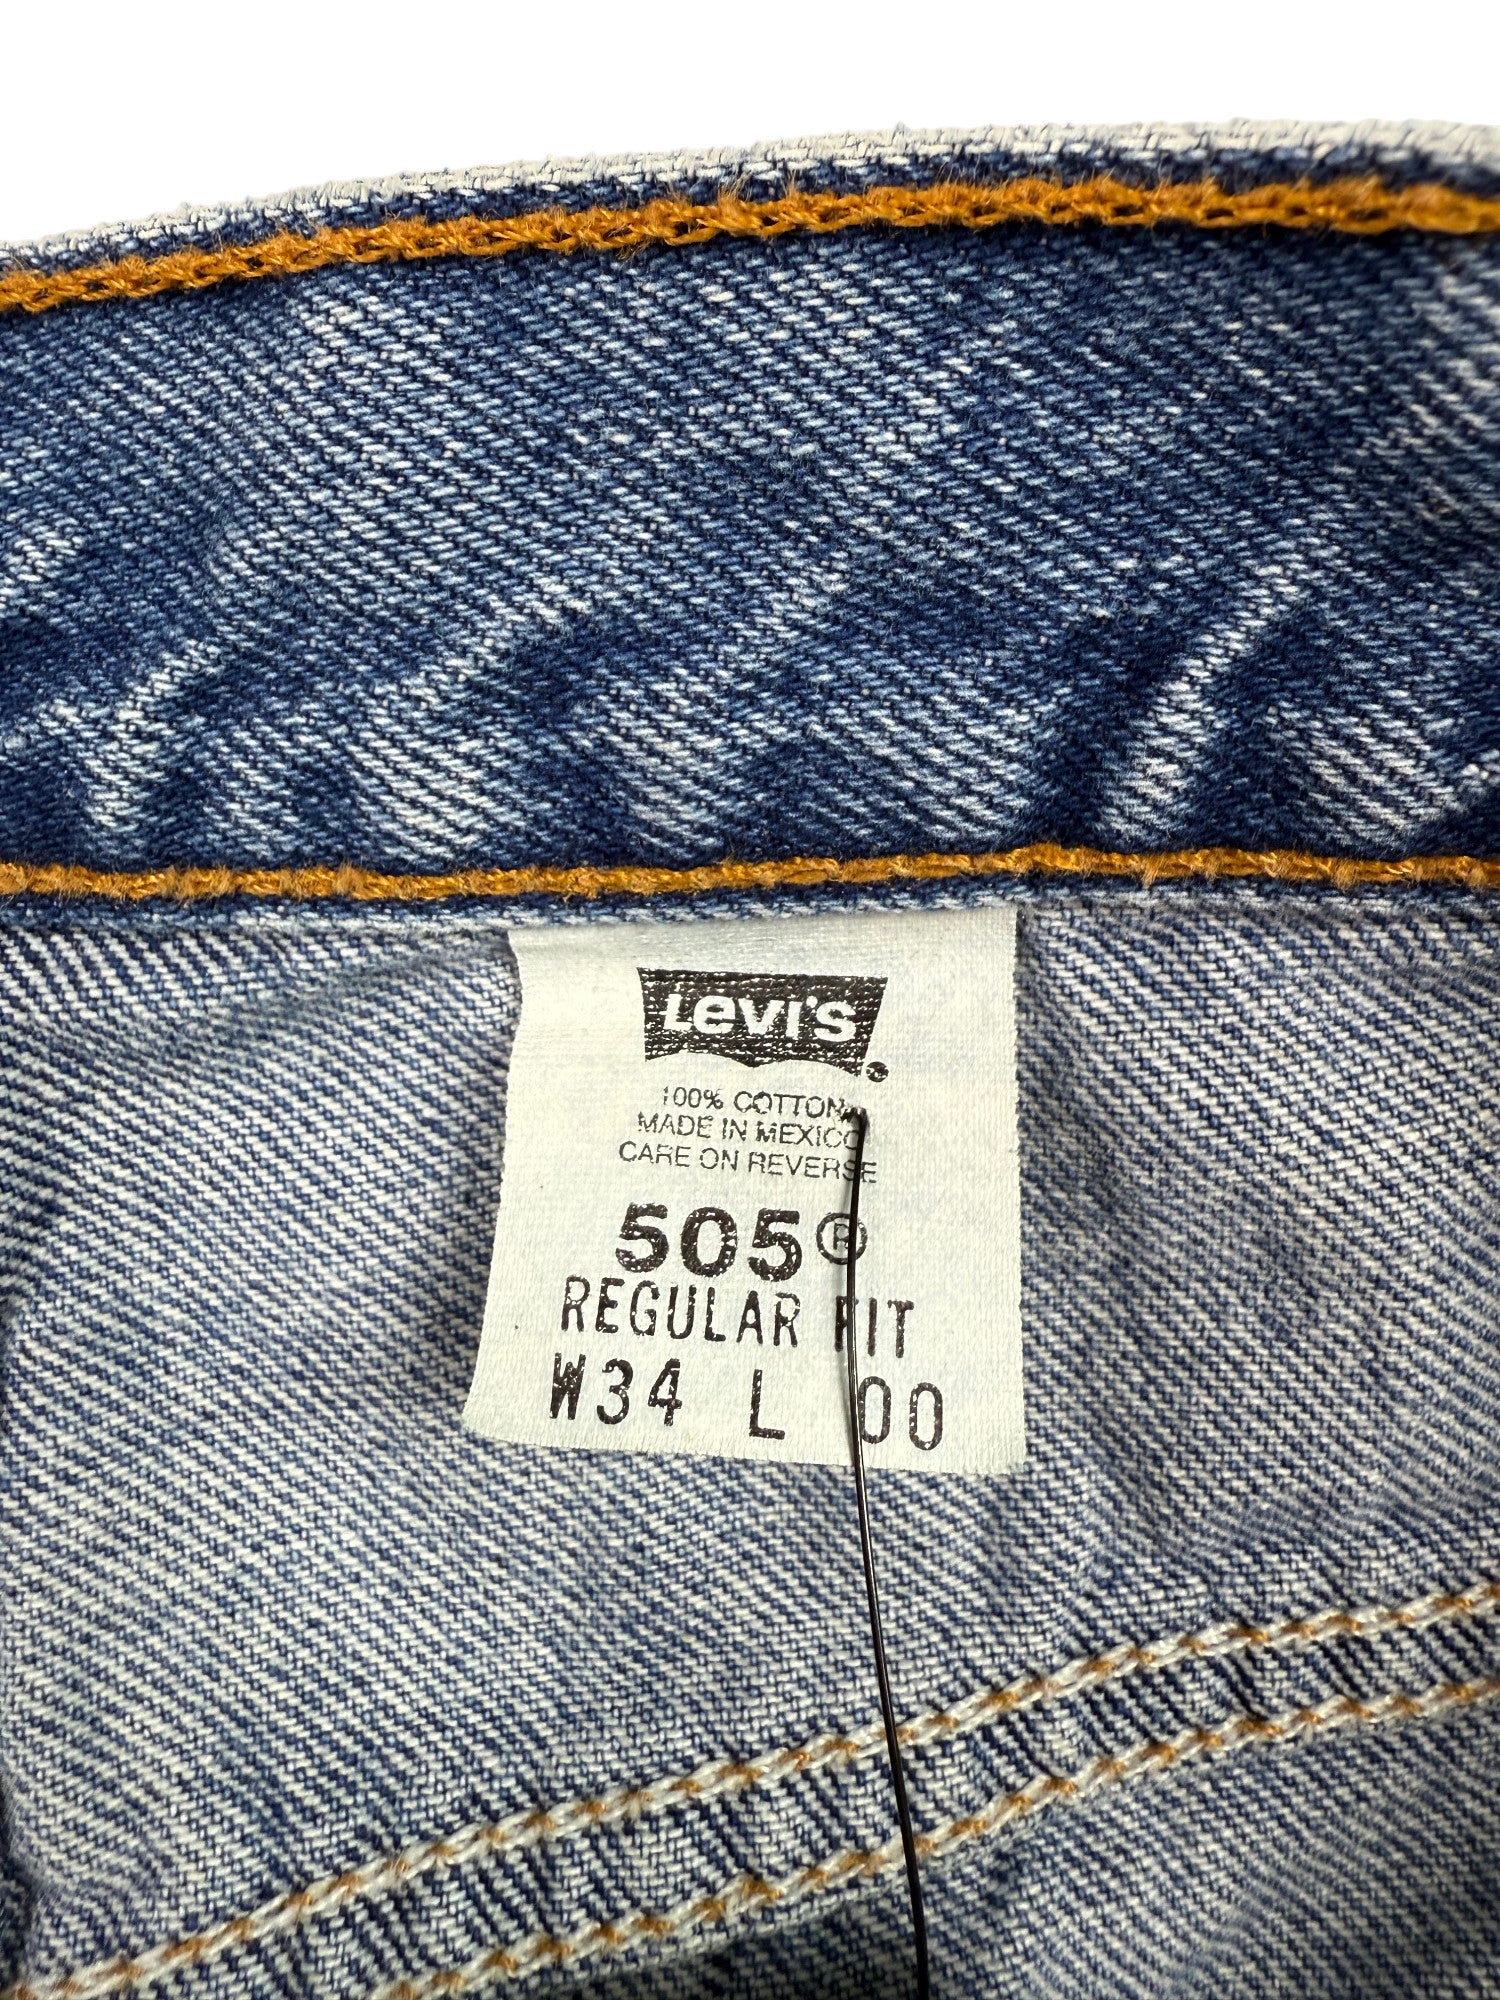 Levi's
100% COTTON
MADE IN MEXICO
CARE ON REVERSE
505®
REGULAR FIT
W34 L 00